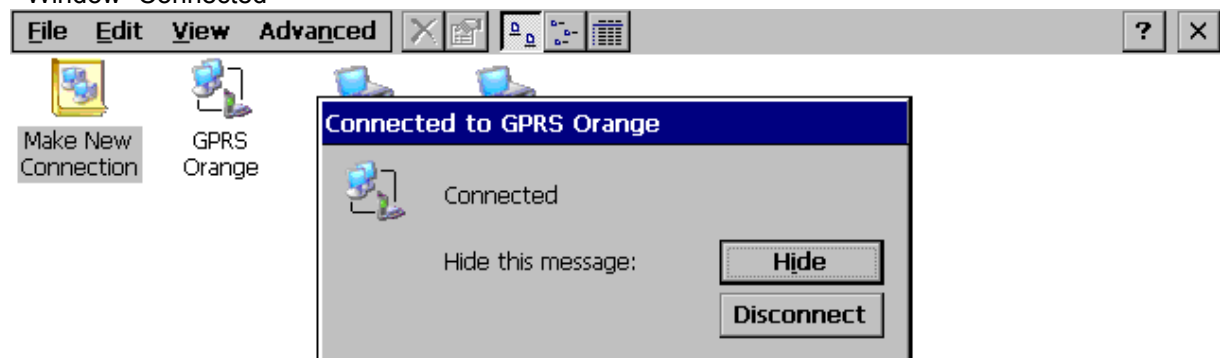 Window "Connected"
File Edit View Advanced ? ×
Make New
Connection
GPRS
Orange
Connected to GPRS Orange
Connected
Hide this message:
Hide
Disconnect